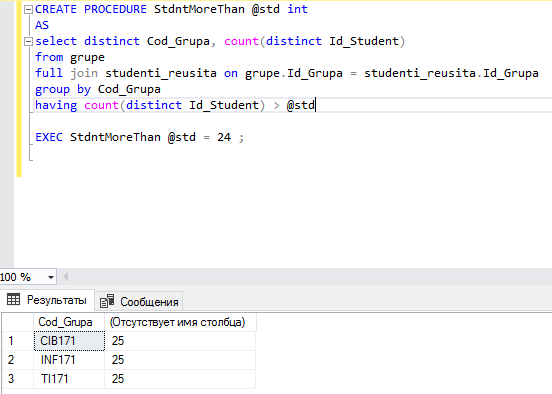 CREATE PROCEDURE StdntMoreThan @std int
AS
select distinct Cod_Grupa, count(distinct Id_Student)
from grupe
full join studenti_reusita on grupe.Id_Grupa = studenti_reusita.Id_Grupa
group by Cod_Grupa
having count(distinct Id_Student) > @std
EXEC StdntMoreThan @std = 24 ;
100 %
Результаты Сообщения
Cod_Grupa (Отсутствует имя столбца)
1 CIB171 25
2 INF171 25
3 TI171 25